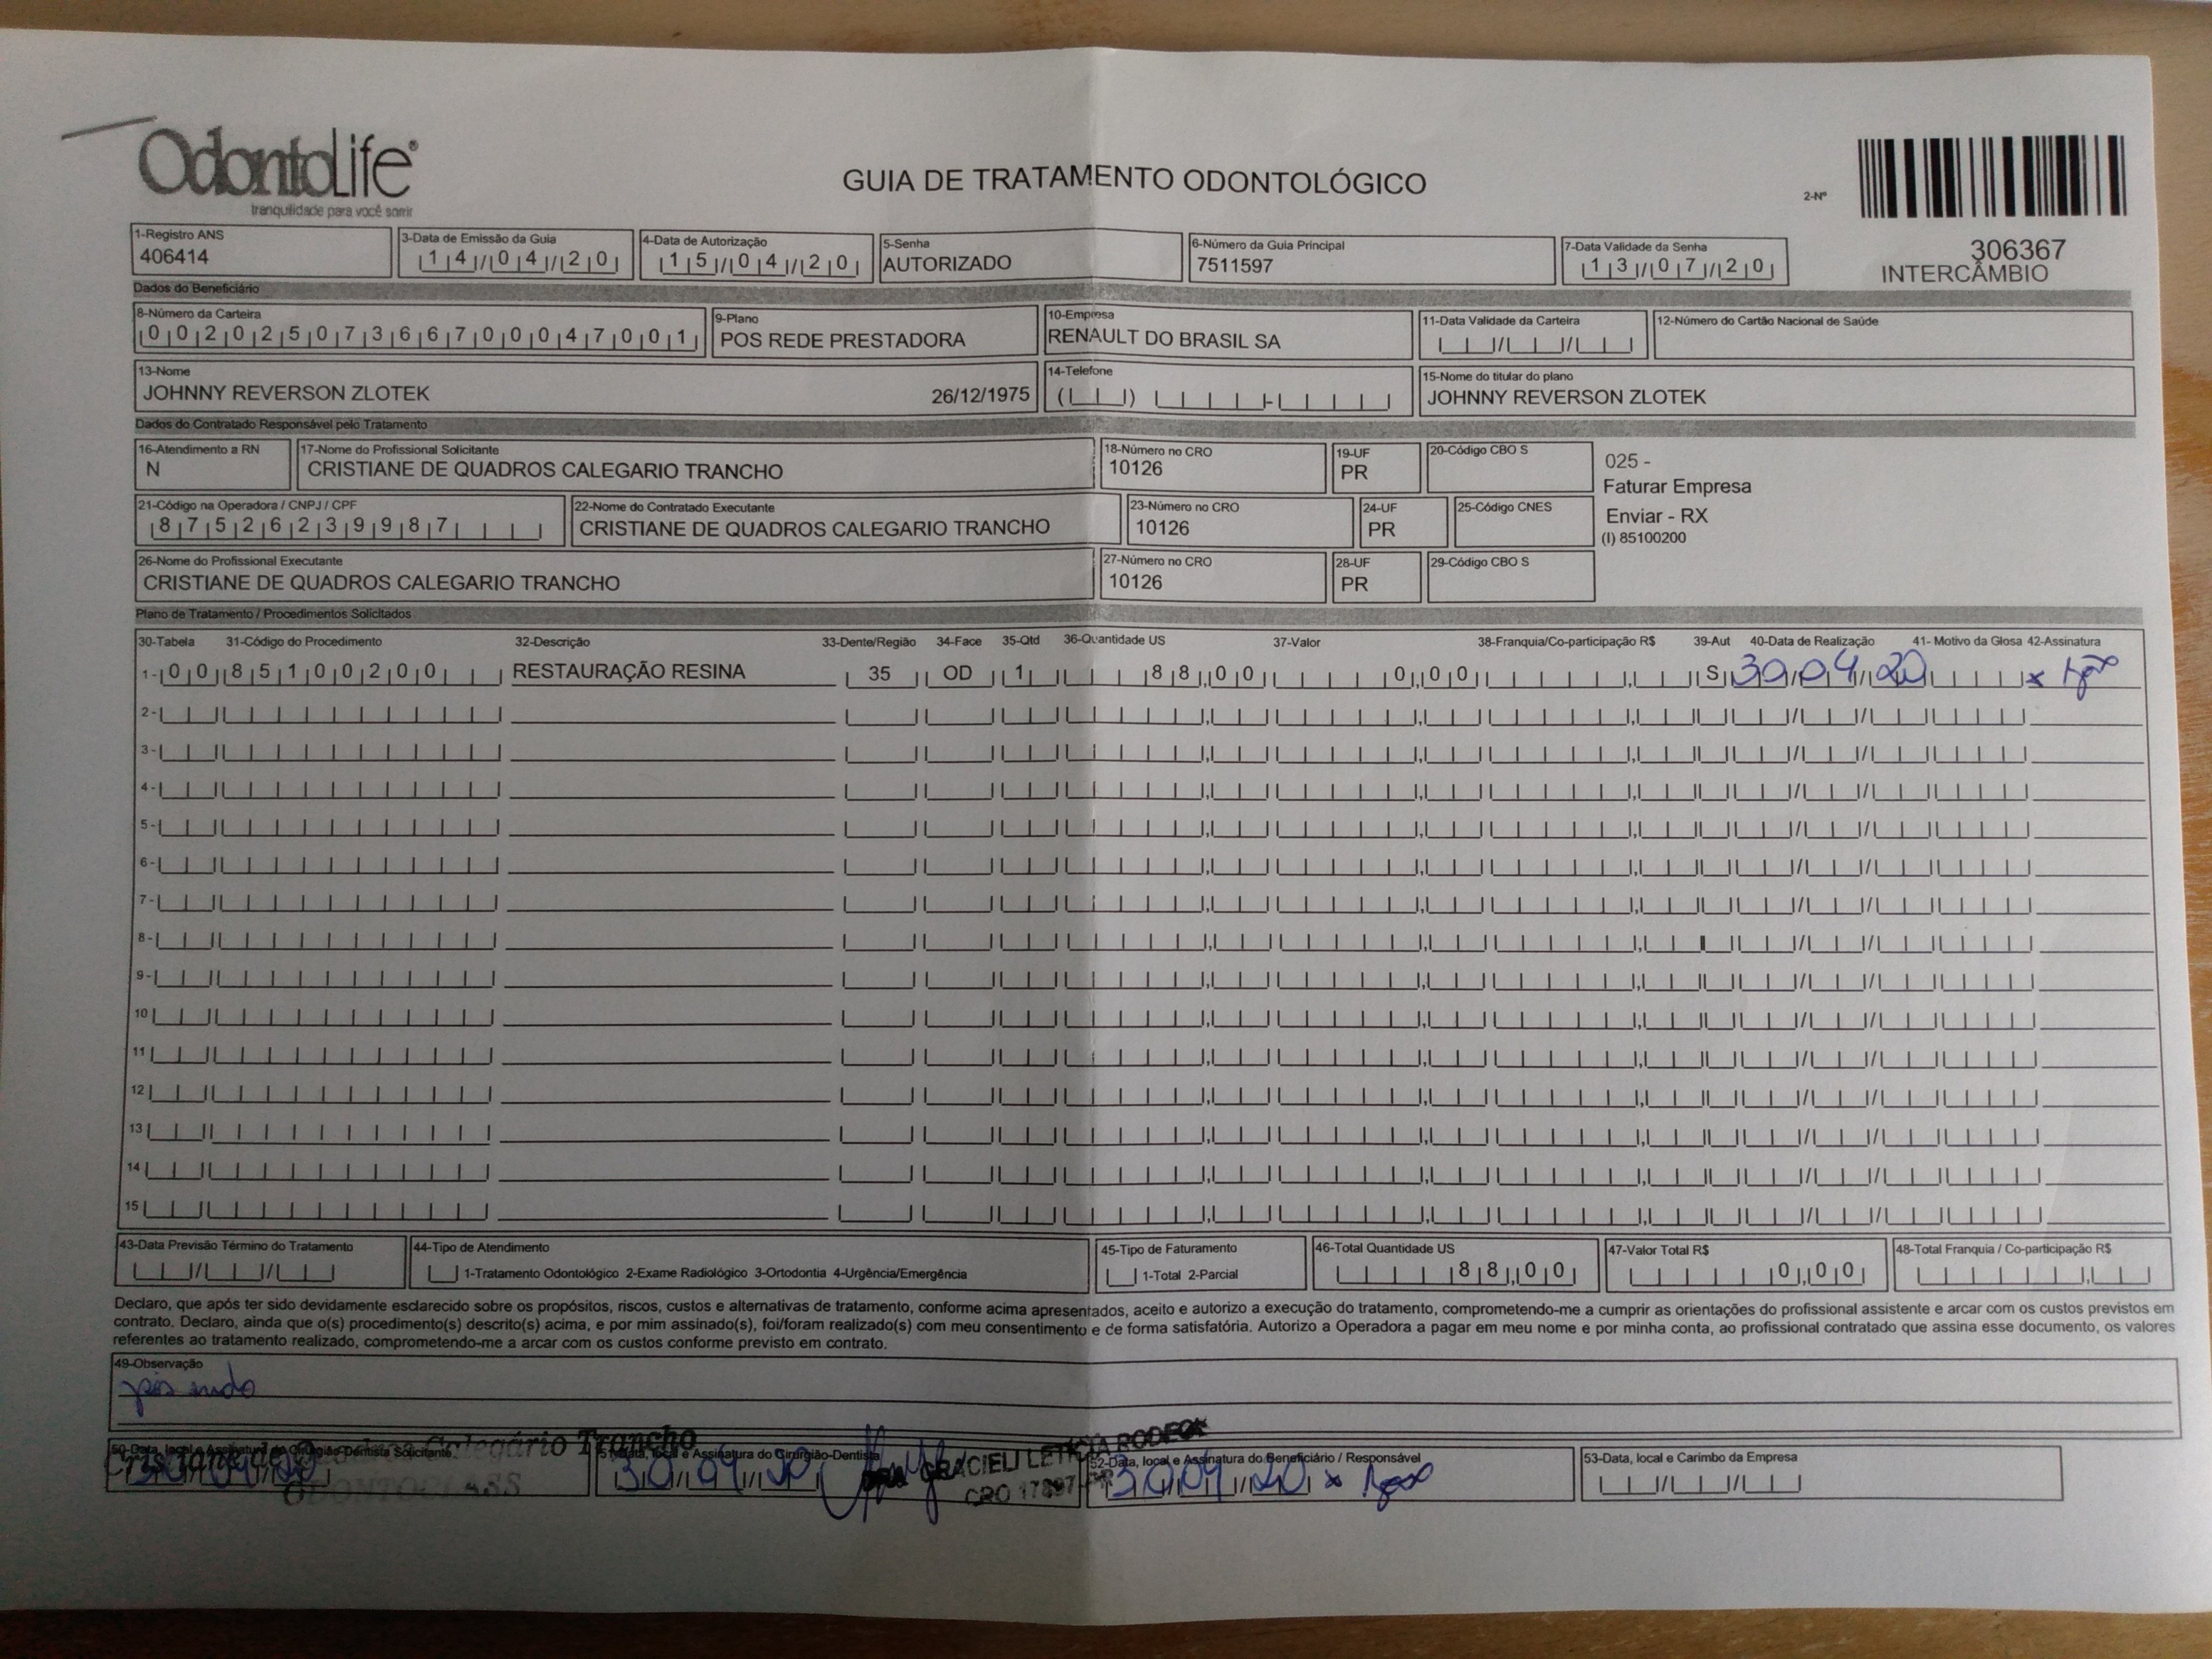 OdontoLife®
tranquilidade para você sorrir
GUIA DE TRATAMENTO ODONTOLÓGICO
2-Nº
306367
INTERCÂMBIO
1-Registro ANS
406414
3-Data de Emissão da Guia
14/04/20
4-Data de Autorização
15/04/20
5-Senha
AUTORIZADO
6-Número da Guia Principal
7511597
7-Data Validade da Senha
13/07/20
Dados do Beneficiário
8-Número da Carteira
00202507366700047001
9-Plano
POS REDE PRESTADORA
10-Empresa
RENAULT DO BRASIL SA
11-Data Validade da Carteira
12-Número do Cartão Nacional de Saúde
13-Nome
JOHNNY REVERSON ZLOTEK 26/12/1975
14-Telefone
15-Nome do titular do plano
JOHNNY REVERSON ZLOTEK
Dados do Contratado Responsável pelo Tratamento
16-Atendimento a RN
N
17-Nome do Profissional Solicitante
CRISTIANE DE QUADROS CALEGARIO TRANCHO
18-Número no CRO
10126
19-UF
PR
20-Código CBO S
025 -
Faturar Empresa
Enviar - RX
(I) 85100200
21-Código na Operadora / CNPJ / CPF
87526239987
22-Nome do Contratado Executante
CRISTIANE DE QUADROS CALEGARIO TRANCHO
23-Número no CRO
10126
24-UF
PR
25-Código CNES
26-Nome do Profissional Executante
CRISTIANE DE QUADROS CALEGARIO TRANCHO
27-Número no CRO
10126
28-UF
PR
29-Código CBO S
Plano de Tratamento / Procedimentos Solicitados
30-Tabela 31-Código do Procedimento 32-Descrição 33-Dente/Região 34-Face 35-Qtd 36-Quantidade US 37-Valor 38-Franquia/Co-participação R$ 39-Aut 40-Data de Realização 41- Motivo da Glosa 42-Assinatura
1- 00 85100200 RESTAURAÇÃO RESINA 35 OD 1 88,00 0,00 S 30/04/20 x
2-
3-
4-
5-
6-
7-
8-
9-
10
11
12
13
14
15
43-Data Previsão Término do Tratamento
44-Tipo de Atendimento
1-Tratamento Odontológico 2-Exame Radiológico 3-Ortodontia 4-Urgência/Emergência
45-Tipo de Faturamento
1-Total 2-Parcial
46-Total Quantidade US
88,00
47-Valor Total R$
0,00
48-Total Franquia / Co-participação R$
Declaro, que após ter sido devidamente esclarecido sobre os propósitos, riscos, custos e alternativas de tratamento, conforme acima apresentados, aceito e autorizo a execução do tratamento, comprometendo-me a cumprir as orientações do profissional assistente e arcar com os custos previstos em
contrato. Declaro, ainda que o(s) procedimento(s) descrito(s) acima, e por mim assinado(s), foi/foram realizado(s) com meu consentimento e de forma satisfatória. Autorizo a Operadora a pagar em meu nome e por minha conta, ao profissional contratado que assina esse documento, os valores
referentes ao tratamento realizado, comprometendo-me a arcar com os custos conforme previsto em contrato.
49-Observação
50-Data, local e Assinatura do Cirurgião-Dentista Solicitante
Cristiane de Calegário Trancho
ODONTOCLASS
51-Data, local e Assinatura do Cirurgião-Dentista
30/04/20
GRACIELI LETICIA
CRO 17897
52-Data, local e Assinatura do Beneficiário / Responsável
30/04/20 x
53-Data, local e Carimbo da Empresa